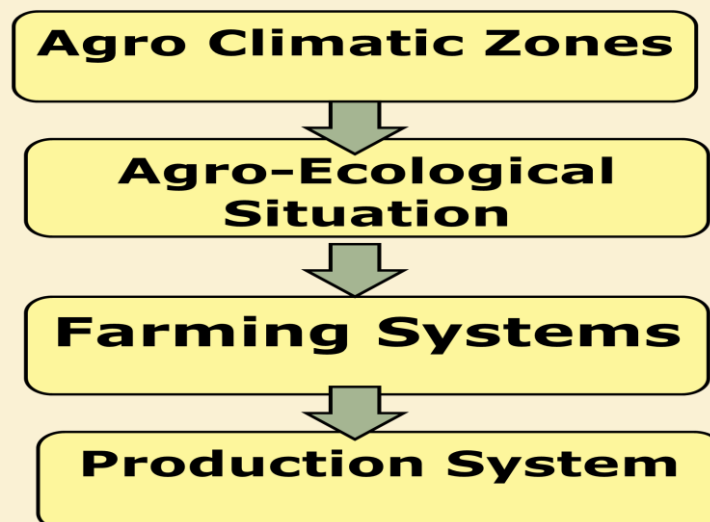 Agro Climatic Zones
Agro-Ecological
Situation
Farming Systems
Production System